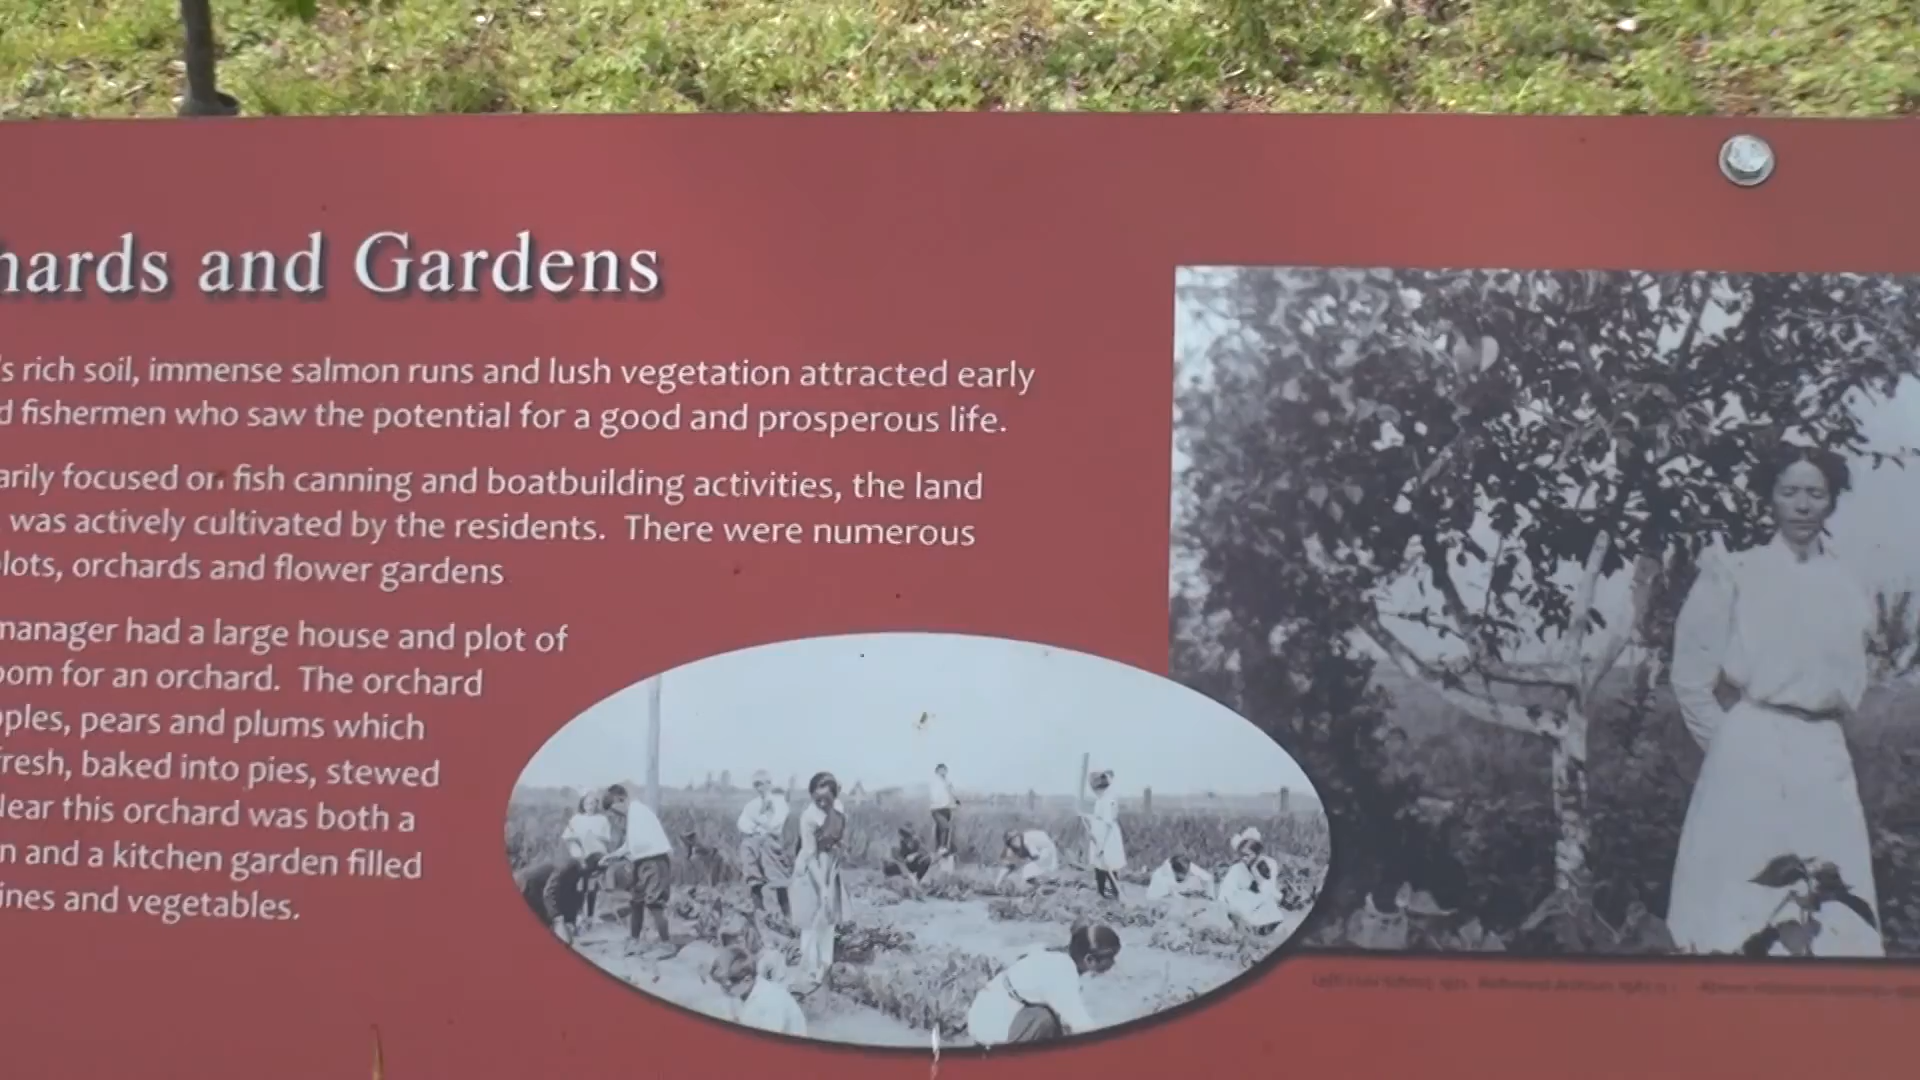 hards and Gardens
's rich soil, immense salmon runs and lush vegetation attracted early
d fishermen who saw the potential for a good and prosperous life.
arily focused on fish canning and boatbuilding activities, the land
was actively cultivated by the residents. There were numerous
lots, orchards and flower gardens
manager had a large house and plot of
oom for an orchard. The orchard
pples, pears and plums which
fresh, baked into pies, stewed
Near this orchard was both a
n and a kitchen garden filled
ines and vegetables.